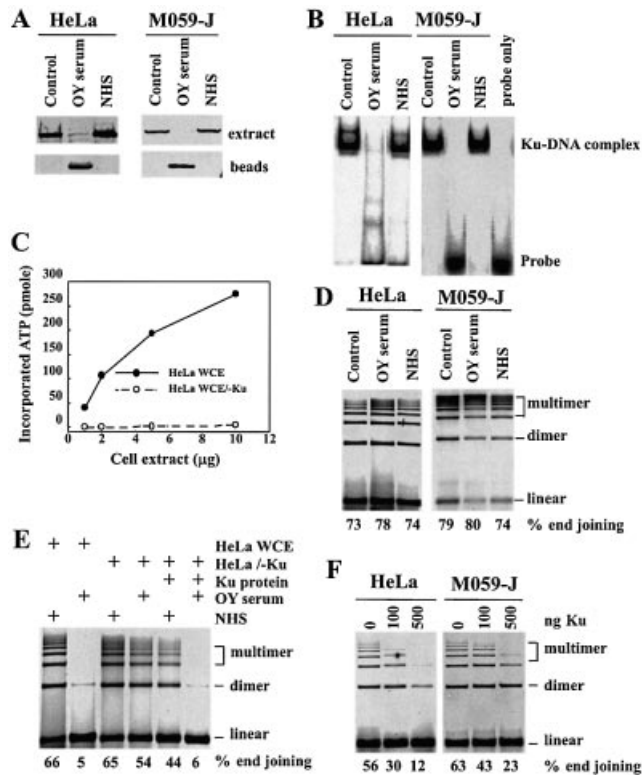 A
HeLa M059-J
Control OY serum NHS Control OY serum NHS
extract
beads
B
HeLa M059-J
Control OY serum NHS Control OY serum NHS probe only
Ku-DNA complex
Probe
C
Incorporated ATP (pmole)
300
250
200
150
100
50
0
HeLa WCE
HeLa WCE/-Ku
0 2 4 6 8 10 12
Cell extract (μg)
D
HeLa M059-J
Control OY serum NHS Control OY serum NHS
multimer
dimer
linear
73 78 74 79 80 74 % end joining
E
+ + HeLa WCE
+ + + + HeLa /-Ku
+ + Ku protein
+ + + OY serum
+ + + NHS
multimer
dimer
linear
66 5 65 54 44 6 % end joining
F
HeLa M059-J
0 100 500 0 100 500 ng Ku
multimer
dimer
linear
56 30 12 63 43 23 % end joining